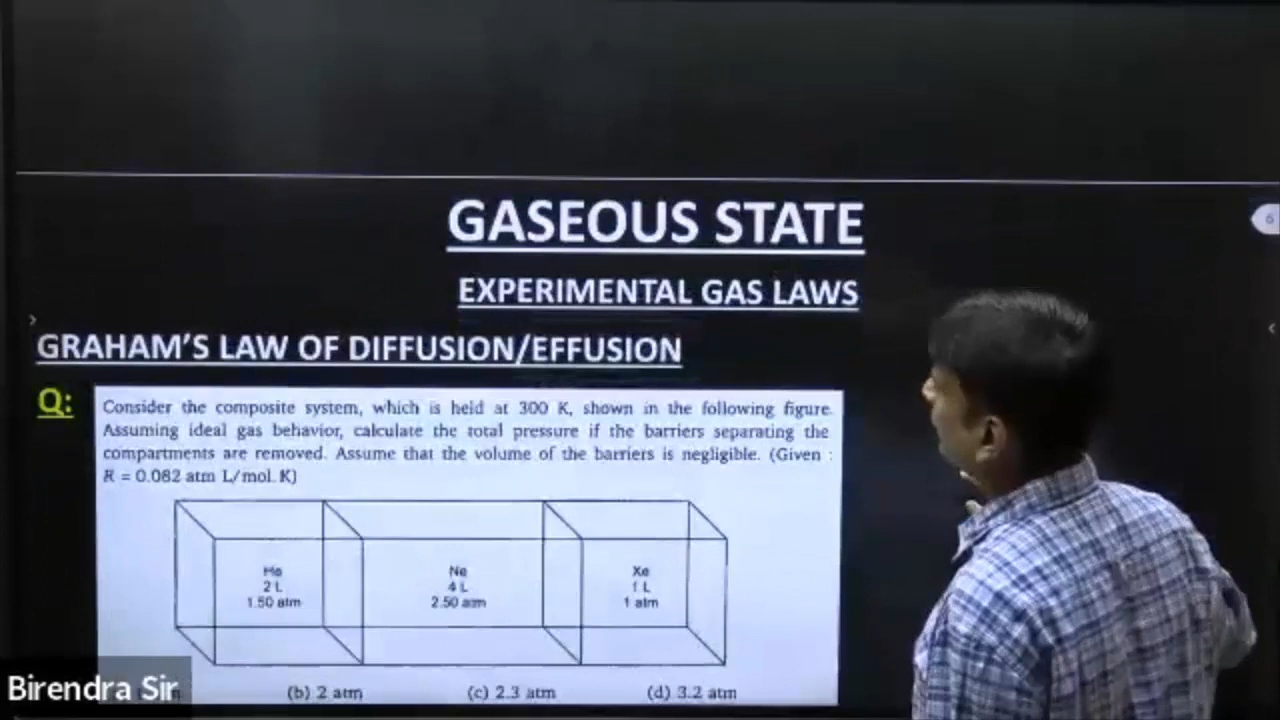 GASEOUS STATE
6
EXPERIMENTAL GAS LAWS
GRAHAM'S LAW OF DIFFUSION/EFFUSION
Q:
Consider the composite system, which is held at 300 K, shown in the following figure.
Assuming ideal gas behavior, calculate the total pressure if the barriers separating the
compartments are removed. Assume that the volume of the barriers is negligible. (Given :
R = 0.082 atm L/mol. K)
He
2 L
1.50 atm
Ne
4 L
2.50 atm
Xe
1 L
1 atm
(b) 2 atm (c) 2.3 atm (d) 3.2 atm
Birendra Sir